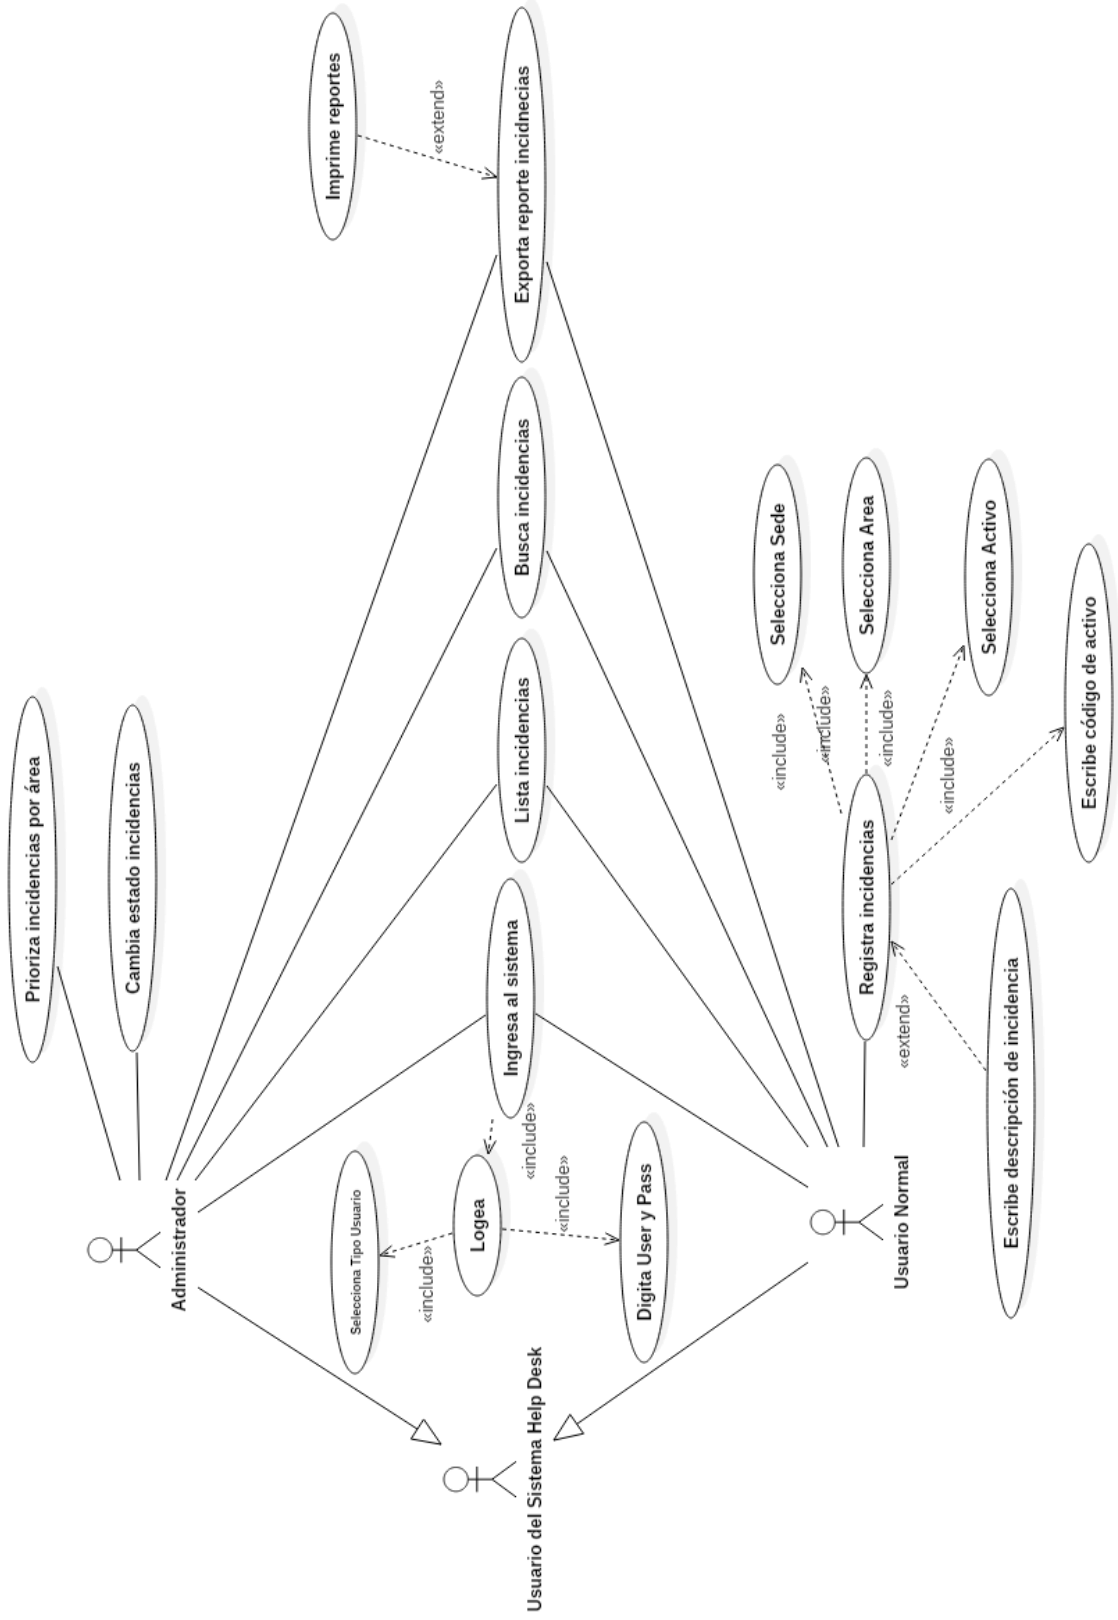 Prioriza incidencias por área
Cambia estado incidencias
Administrador
Imprime reportes
«extend»
Selecciona Tipo Usuario
«include»
Logea
«include»
«include»
Ingresa al sistema
Lista incidencias
Busca incidencias
Exporta reporte incidnecias
Usuario del Sistema Help Desk
Digita User y Pass
Usuario Normal
Registra incidencias
«extend»
«include»
«include»
«include»
«include»
Selecciona Sede
Selecciona Area
Selecciona Activo
Escribe descripción de incidencia
Escribe código de activo